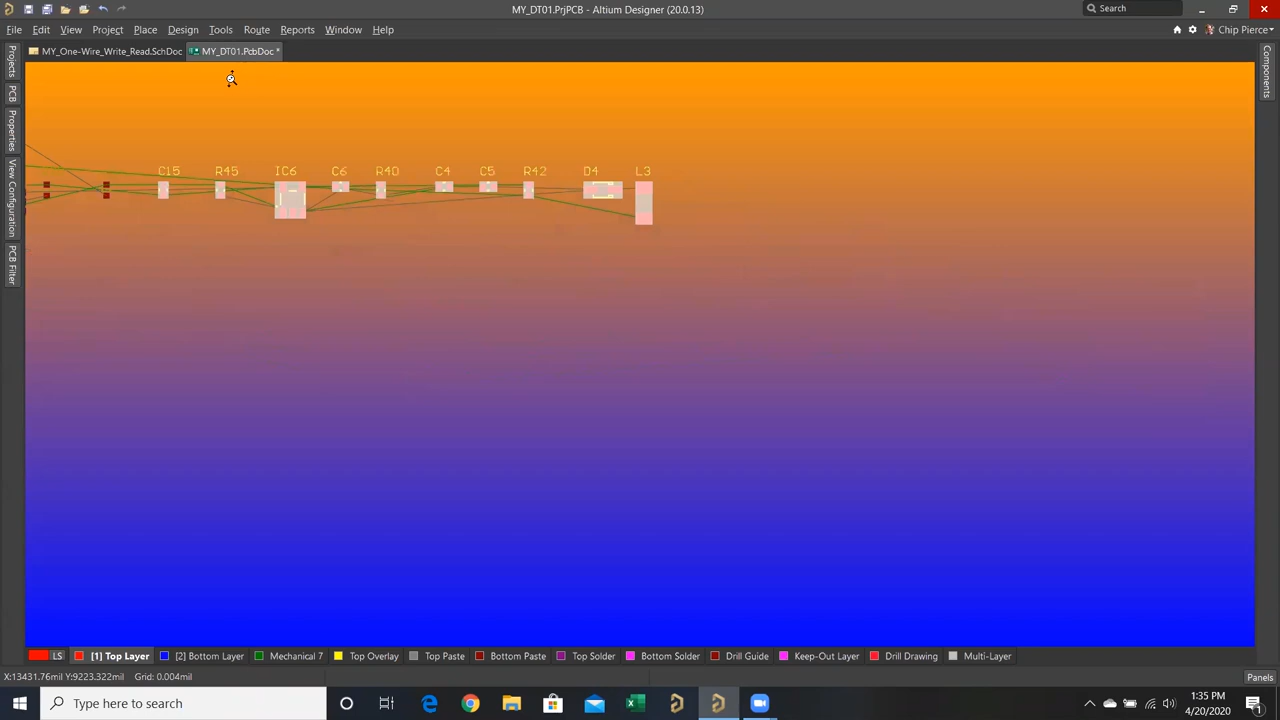 MY_DT01.PrjPCB - Altium Designer (20.0.13)
Search
File Edit View Project Place Design Tools Route Reports Window Help
Chip Pierce
MY_One-Wire_Write_Read.SchDoc
MY_DT01.PcbDoc *
Projects
PCB
Properties
View Configuration
PCB Filter
Components
C15 R45 IC6 C6 R40 C4 C5 R42 D4 L3
LS [1] Top Layer [2] Bottom Layer Mechanical 7 Top Overlay Top Paste Bottom Paste Top Solder Bottom Solder Drill Guide Keep-Out Layer Drill Drawing Multi-Layer
X:13431.76mil Y:9223.322mil Grid: 0.004mil
Panels
Type here to search
1:35 PM
4/20/2020
1